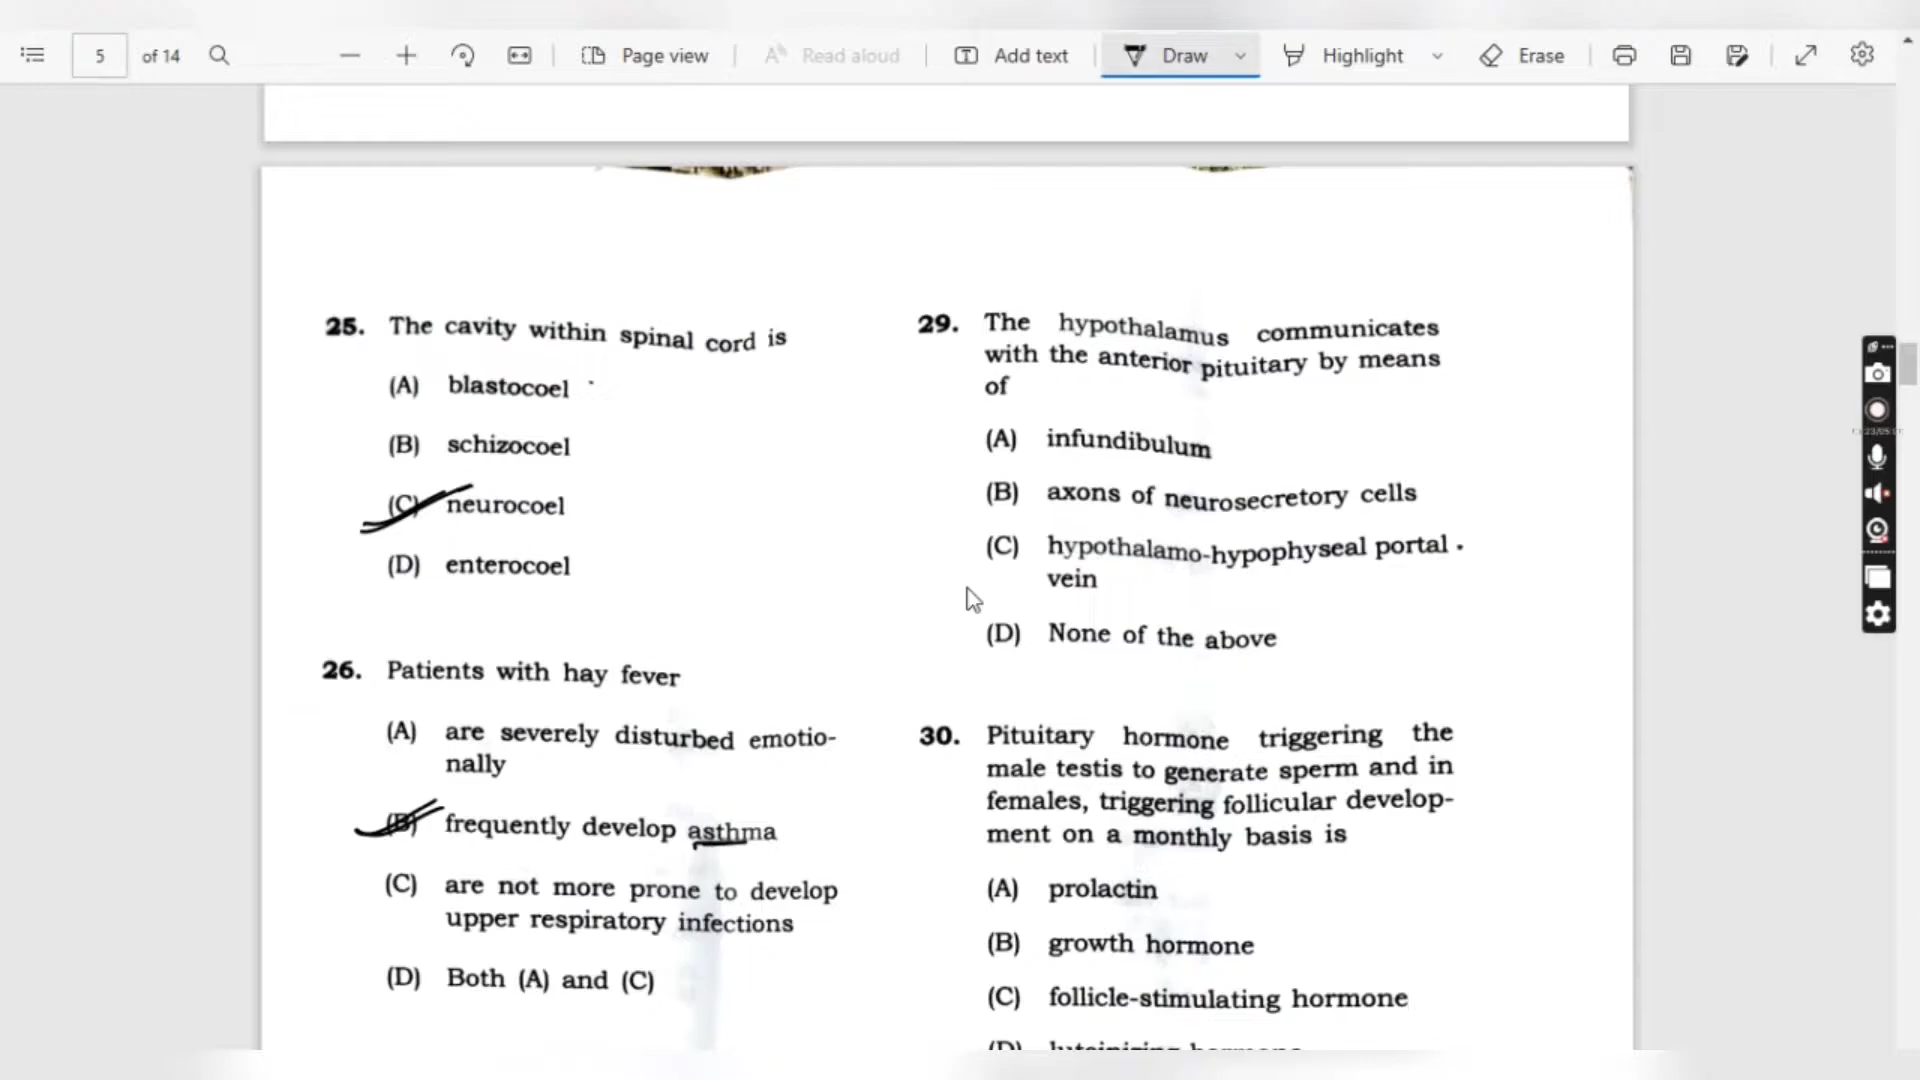 5 of 14 Page view Read aloud Add text Draw Highlight Erase
25. The cavity within spinal cord is
(A) blastocoel
(B) schizocoel
(C) neurocoel
(D) enterocoel
26. Patients with hay fever
(A) are severely disturbed emotio-
nally
(B) frequently develop asthma
(C) are not more prone to develop
upper respiratory infections
(D) Both (A) and (C)
29. The hypothalamus communicates
with the anterior pituitary by means
of
(A) infundibulum
(B) axons of neurosecretory cells
(C) hypothalamo-hypophyseal portal
vein
(D) None of the above
30. Pituitary hormone triggering the
male testis to generate sperm and in
females, triggering follicular develop-
ment on a monthly basis is
(A) prolactin
(B) growth hormone
(C) follicle-stimulating hormone
(D) luteinizing hormone